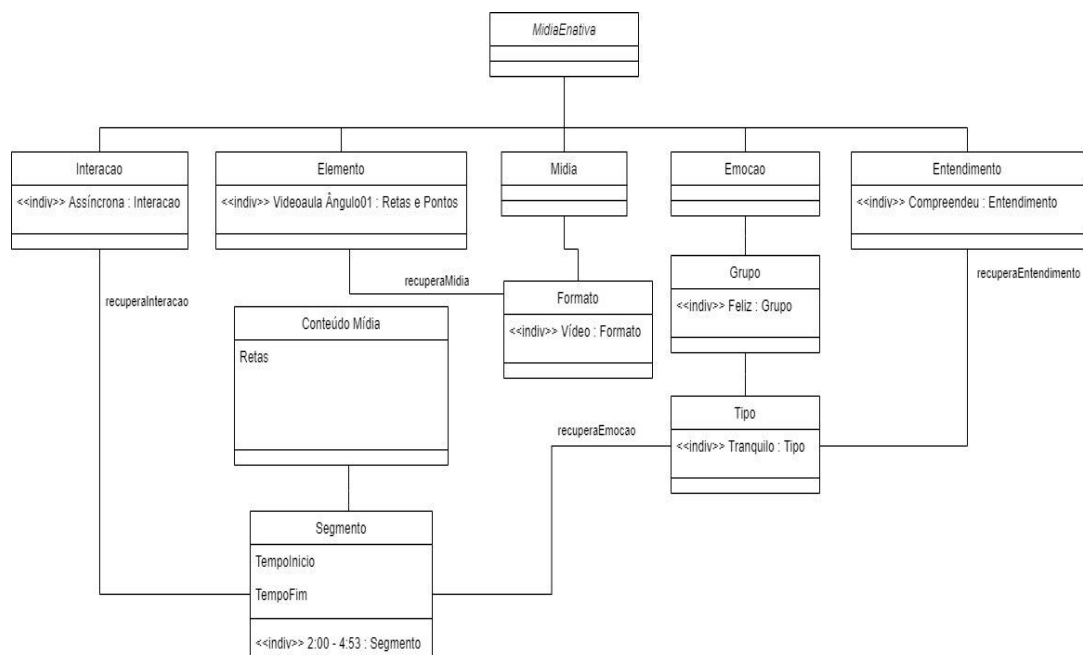 MidiaEnativa
Interacao
<<indiv>> Assíncrona : Interacao
Elemento
<<indiv>> Videoaula Ângulo01 : Retas e Pontos
Mídia
Emocao
Entendimento
<<indiv>> Compreendeu : Entendimento
recuperaInteracao
recuperaMidia
recuperaEntendimento
Conteúdo Mídia
Retas
Formato
<<indiv>> Vídeo : Formato
Grupo
<<indiv>> Feliz : Grupo
Tipo
<<indiv>> Tranquilo : Tipo
recuperaEmocao
Segmento
TempoInicio
TempoFim
<<indiv>> 2:00 - 4:53 : Segmento